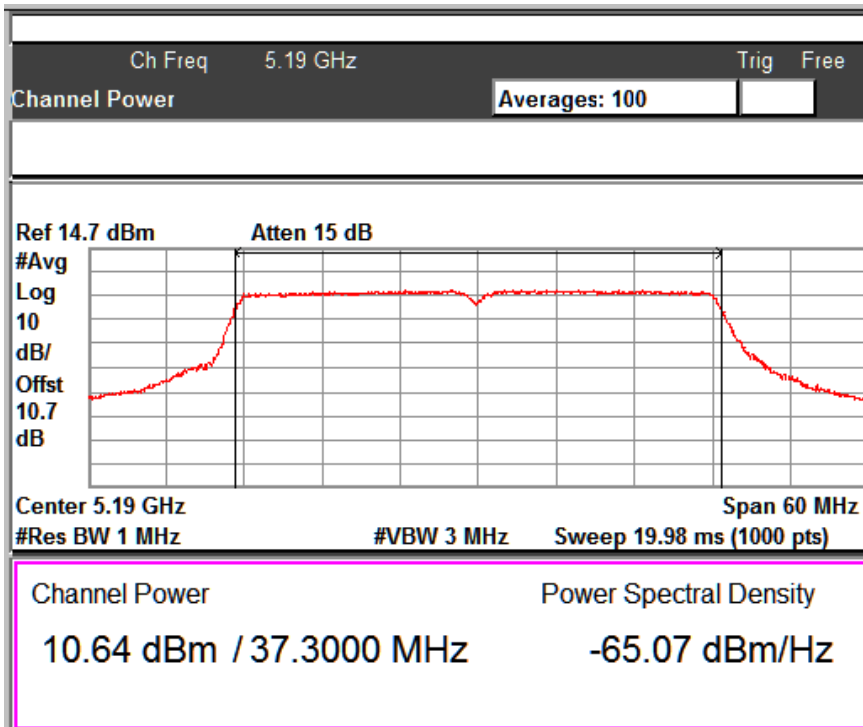 Ch Freq 5.19 GHz Trig Free
Channel Power Averages: 100
Ref 14.7 dBm Atten 15 dB
#Avg
Log
10
dB/
Offst
10.7
dB
Center 5.19 GHz Span 60 MHz
#Res BW 1 MHz #VBW 3 MHz Sweep 19.98 ms (1000 pts)
Channel Power Power Spectral Density
10.64 dBm / 37.3000 MHz -65.07 dBm/Hz